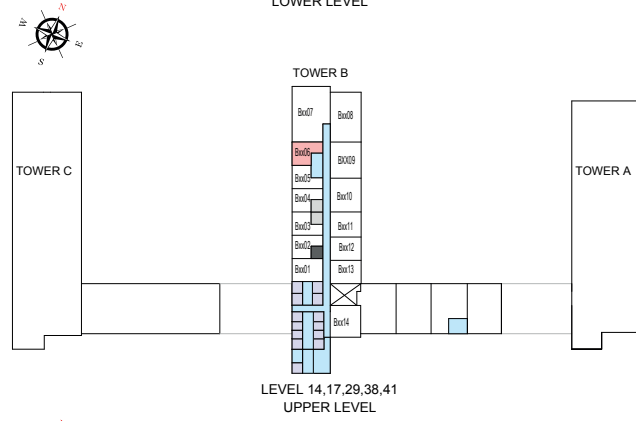 LOWER LEVEL
N
W
E
S
TOWER B
Bxx07
Bxx08
TOWER C
Bxx06
BXX09
TOWER A
Bxx05
Bxx04
Bxx10
Bxx03
Bxx11
Bxx02
Bxx12
Bxx01
Bxx13
Bxx14
LEVEL 14,17,29,38,41
UPPER LEVEL